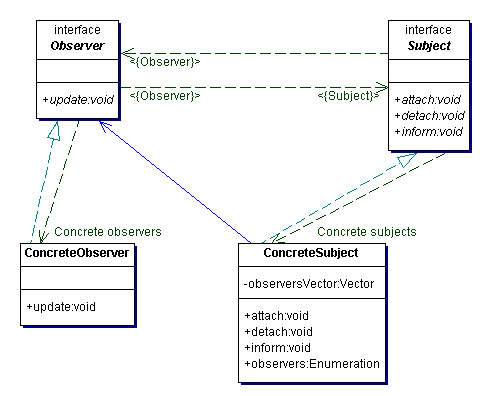 interface
Observer
+update:void
interface
Subject
+attach:void
+detach:void
+inform:void
<{Observer}>
<{Observer}>
<{Subject}>
Concrete observers
Concrete subjects
ConcreteObserver
+update:void
ConcreteSubject
-observersVector:Vector
+attach:void
+detach:void
+inform:void
+observers:Enumeration